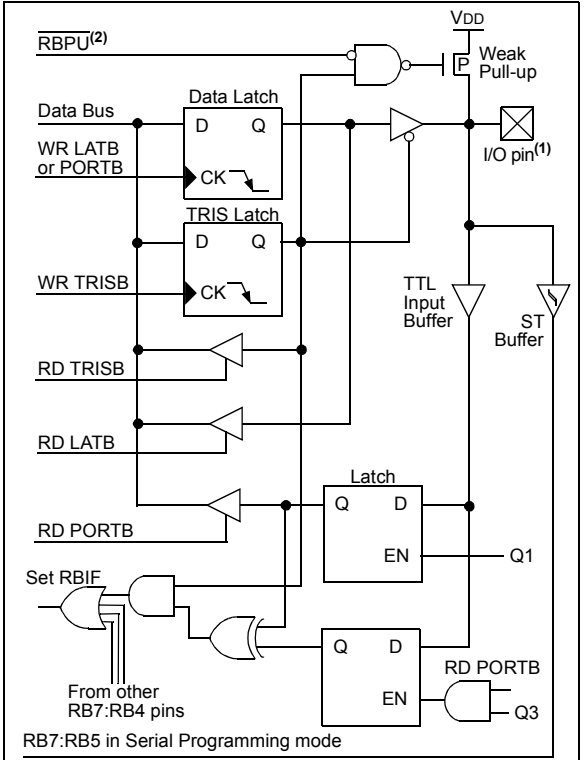 VDD
RBPU(2)
P
Weak
Pull-up
Data Bus
Data Latch
D Q
WR LATB
or PORTB
CK
I/O pin(1)
TRIS Latch
D Q
WR TRISB
CK
TTL
Input
Buffer
ST
Buffer
RD TRISB
RD LATB
Latch
Q D
RD PORTB
EN
Q1
Set RBIF
Q D
RD PORTB
EN
Q3
From other
RB7:RB4 pins
RB7:RB5 in Serial Programming mode